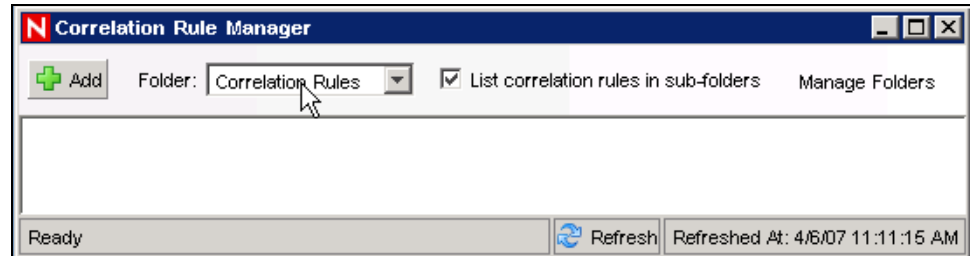 N Correlation Rule Manager
Add Folder: Correlation Rules List correlation rules in sub-folders Manage Folders
Ready Refresh Refreshed At: 4/6/07 11:11:15 AM